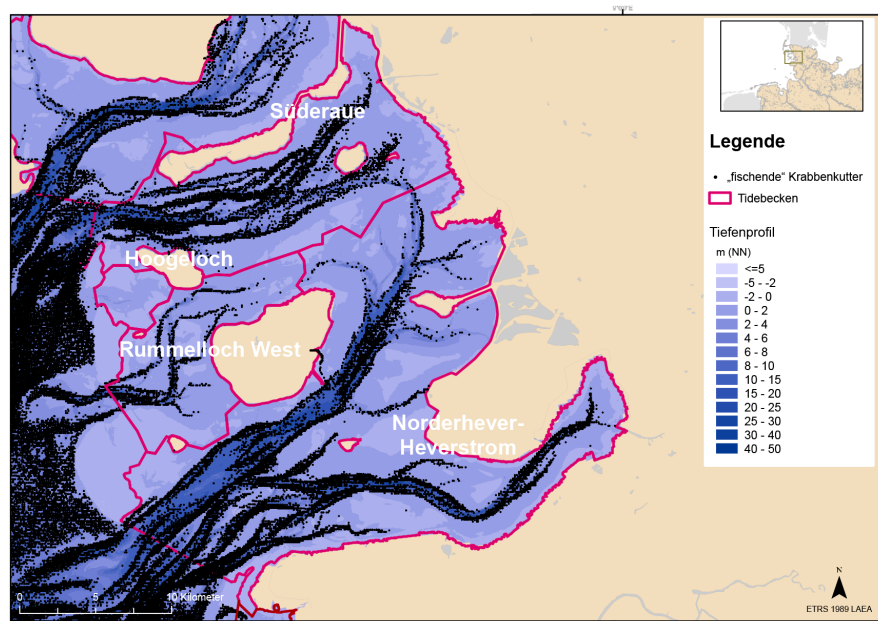 Süderaue
Hoogeloch
Rummelloch West
Norderhever-
Heverstrom
0 5 10 Kilometer
Legende
„fischende“ Krabbenkutter
Tidebecken
Tiefenprofil
m (NN)
<=5
-5 - -2
-2 - 0
0 - 2
2 - 4
4 - 6
6 - 8
8 - 10
10 - 15
15 - 20
20 - 25
25 - 30
30 - 40
40 - 50
N
ETRS 1989 LAEA